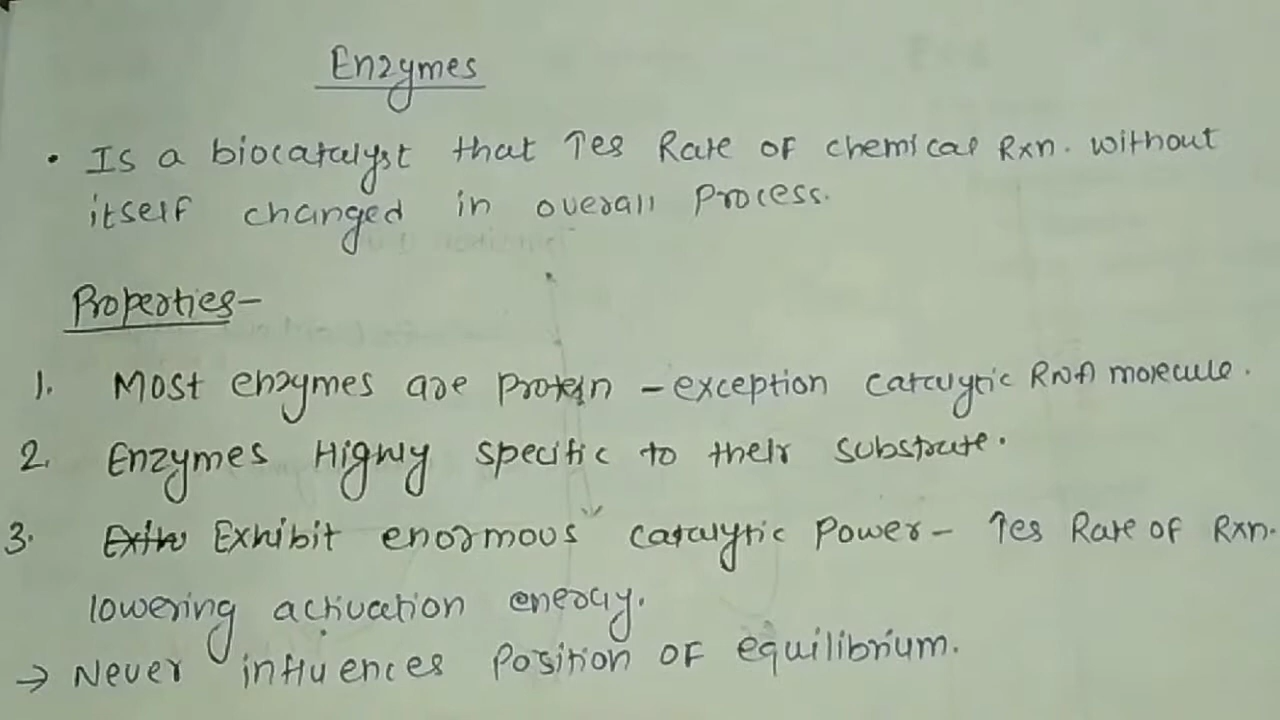 Enzymes
• Is a biocatalyst that ↑es Rate of chemical Rxn. without
itself changed in overall Process.
Properties-
1. Most enzymes are protein - exception catalytic RNA molecule.
2. Enzymes Highly specific to their substrate.
3. Exhibit enormous catalytic power - ↑es Rate of Rxn.
lowering activation energy.
→ Never influences Position of equilibrium.